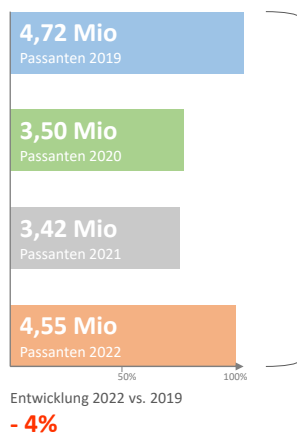 4,72 Mio
Passanten 2019
3,50 Mio
Passanten 2020
3,42 Mio
Passanten 2021
4,55 Mio
Passanten 2022
50% 100%
Entwicklung 2022 vs. 2019
- 4%